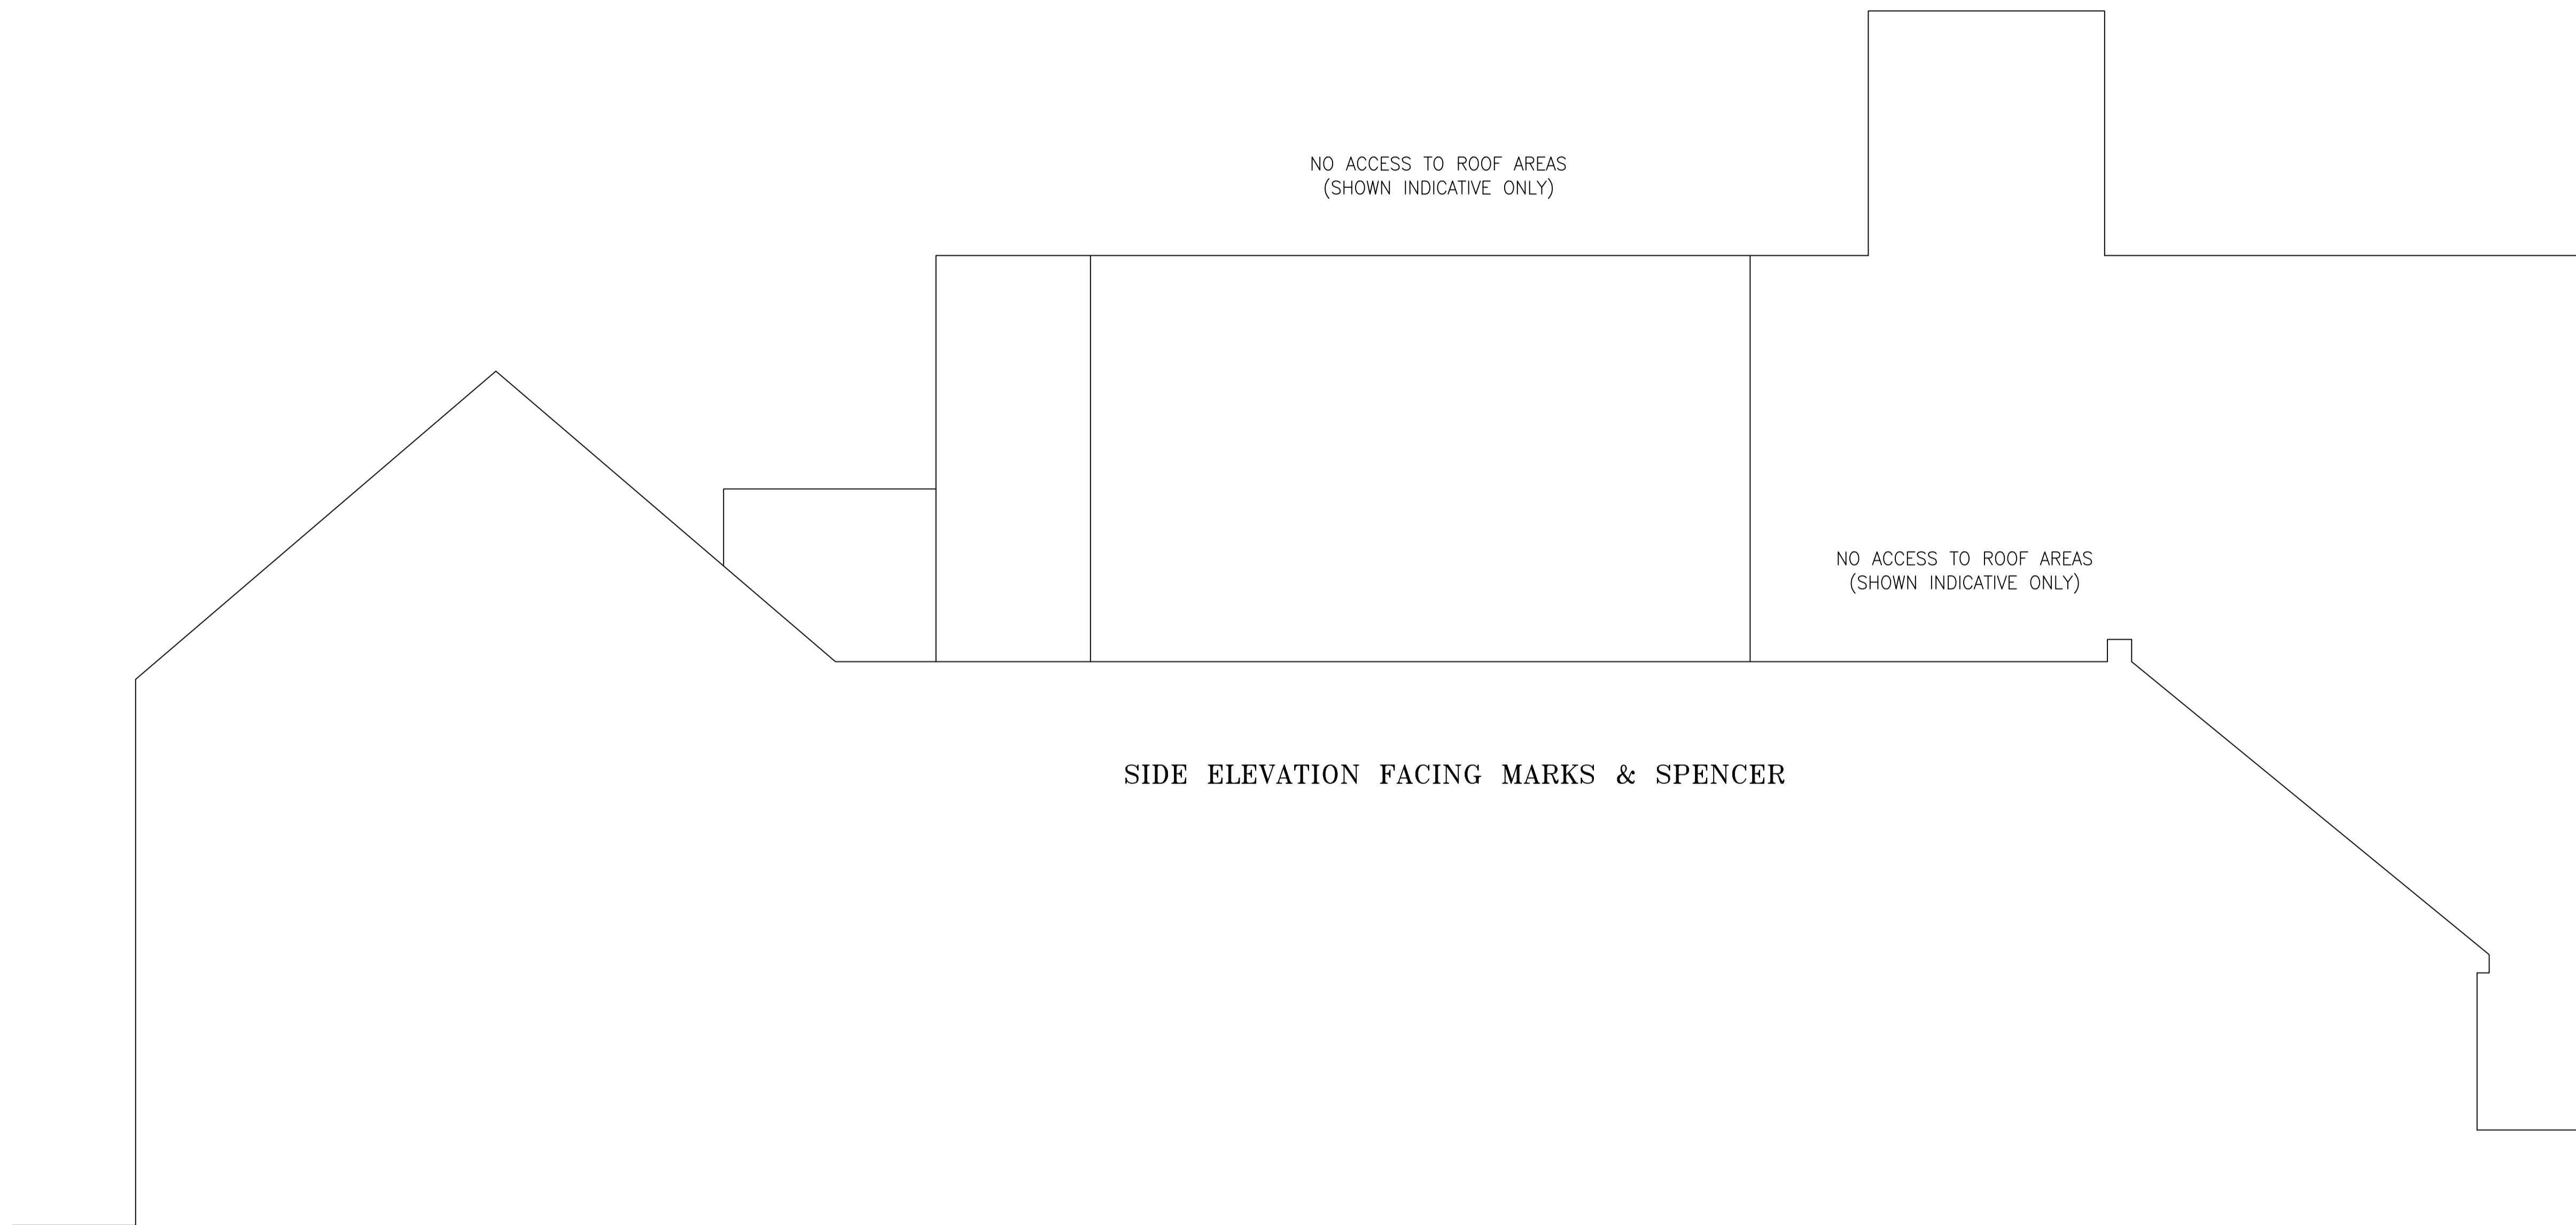 NO ACCESS TO ROOF AREAS
(SHOWN INDICATIVE ONLY)
NO ACCESS TO ROOF AREAS
(SHOWN INDICATIVE ONLY)
SIDE ELEVATION FACING MARKS & SPENCER